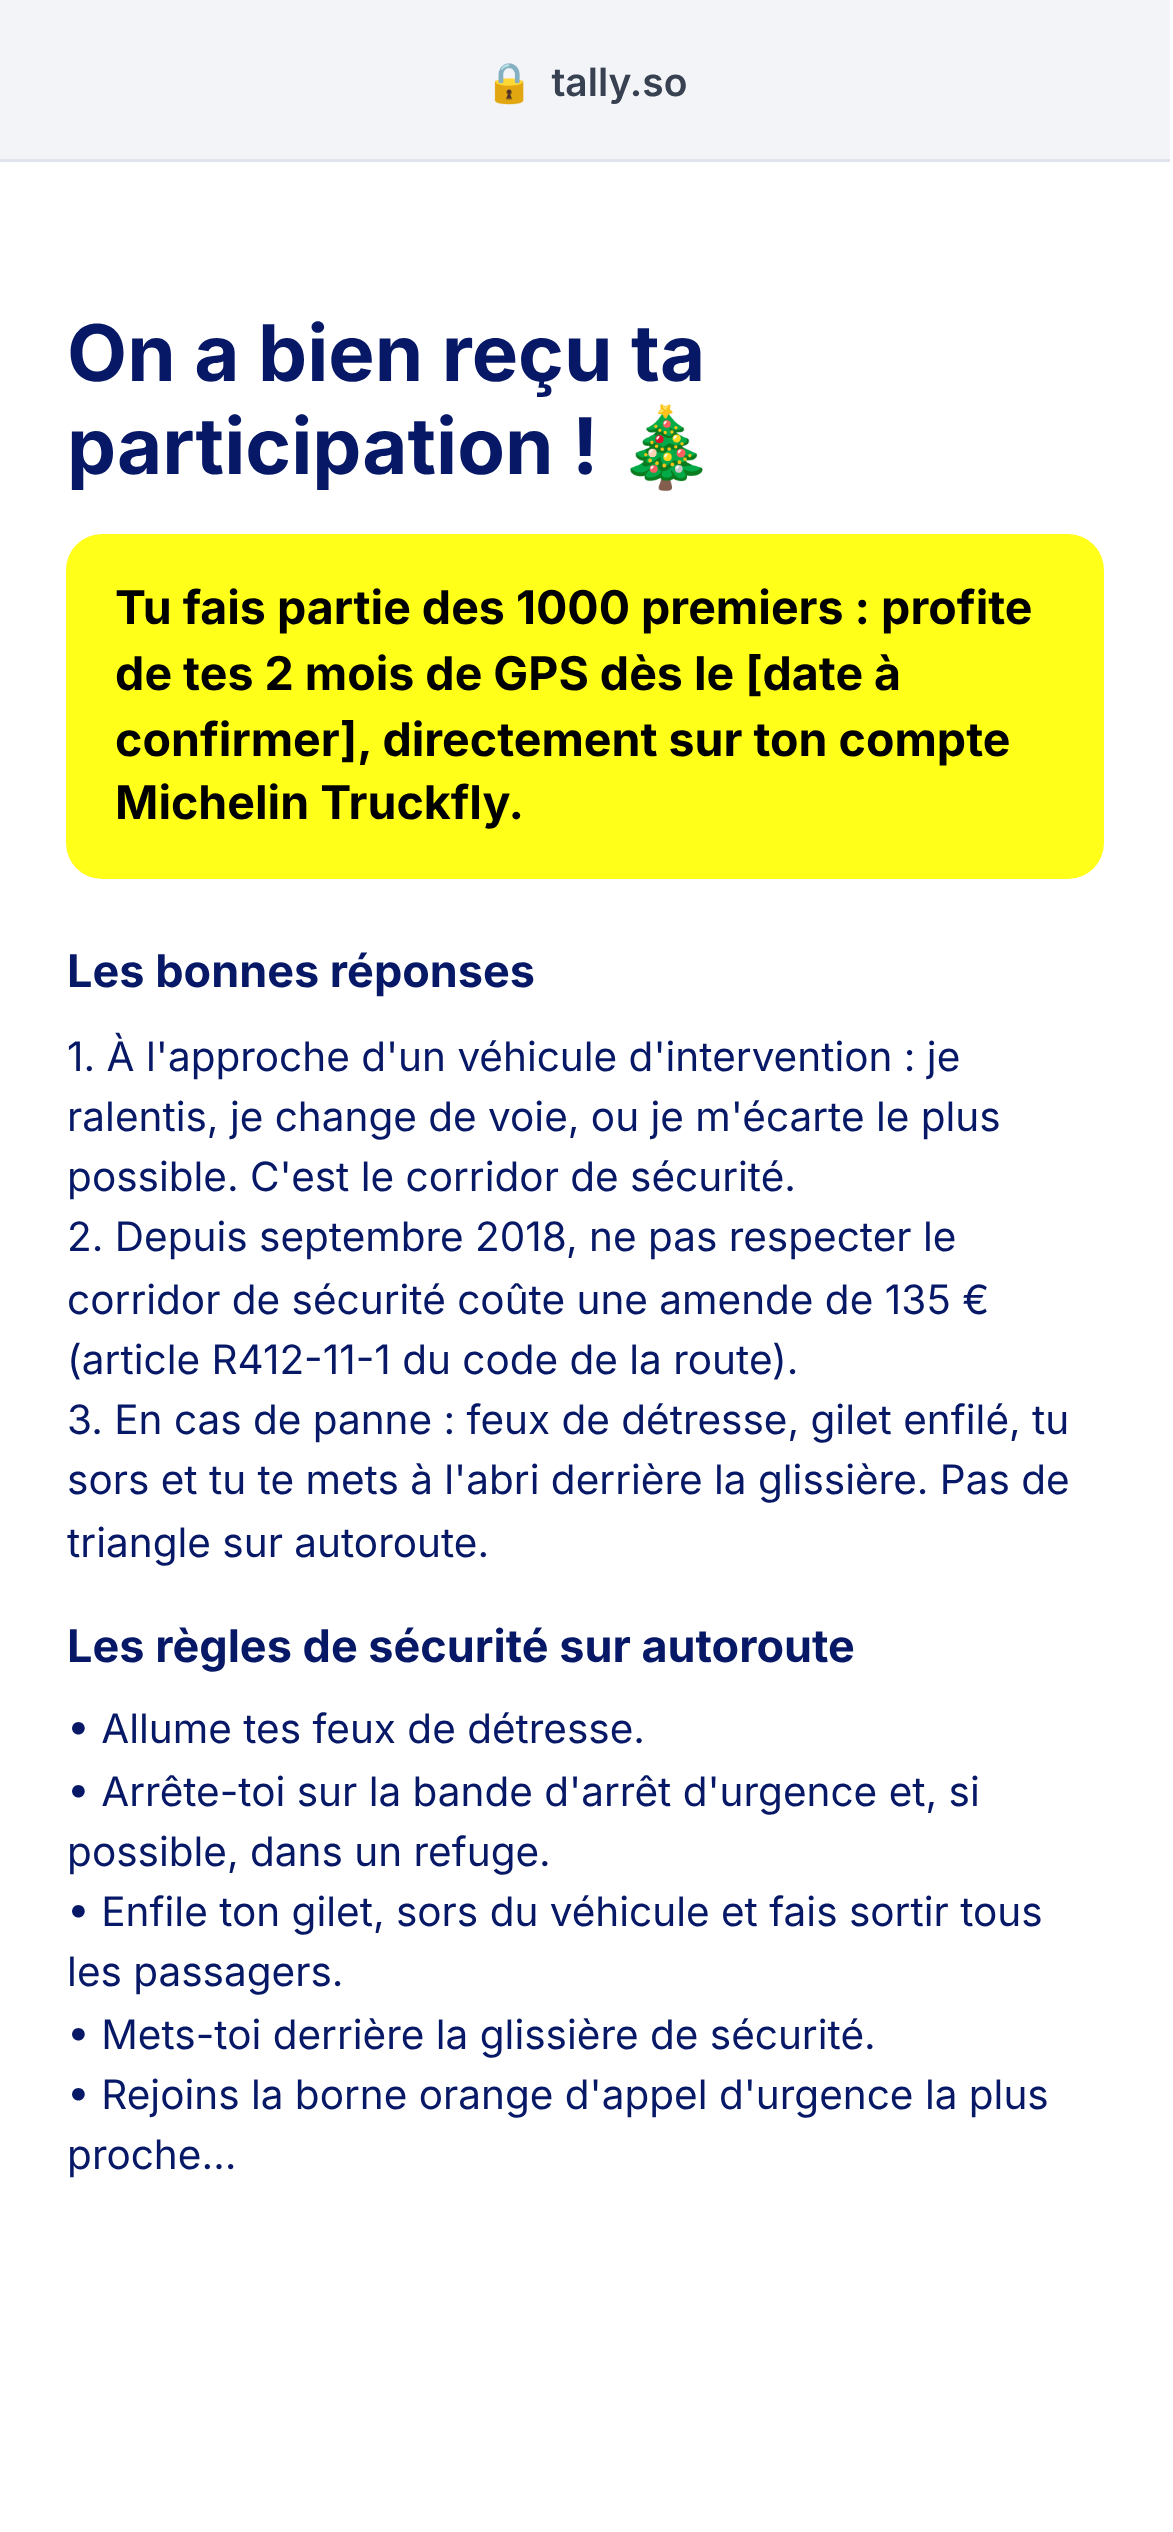 🔒 tally.so
On a bien reçu ta
participation ! 🎄
Tu fais partie des 1000 premiers : profite
de tes 2 mois de GPS dès le [date à
confirmer], directement sur ton compte
Michelin Truckfly.
Les bonnes réponses
1. À l'approche d'un véhicule d'intervention : je
ralentis, je change de voie, ou je m'écarte le plus
possible. C'est le corridor de sécurité.
2. Depuis septembre 2018, ne pas respecter le
corridor de sécurité coûte une amende de 135 €
(article R412-11-1 du code de la route).
3. En cas de panne : feux de détresse, gilet enfilé, tu
sors et tu te mets à l'abri derrière la glissière. Pas de
triangle sur autoroute.
Les règles de sécurité sur autoroute
• Allume tes feux de détresse.
• Arrête-toi sur la bande d'arrêt d'urgence et, si
possible, dans un refuge.
• Enfile ton gilet, sors du véhicule et fais sortir tous
les passagers.
• Mets-toi derrière la glissière de sécurité.
• Rejoins la borne orange d'appel d'urgence la plus
proche...